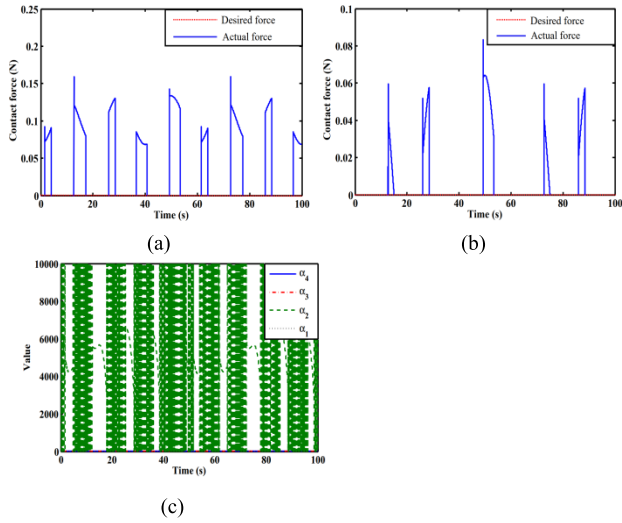 0.25
0.2
0.15
0.1
0.05
0
Contact force (N)
Desired force
Actual force
0 20 40 60 80 100
Time (s)
(a)
0.1
0.08
0.06
0.04
0.02
0
Contact force (N)
Desired force
Actual force
0 20 40 60 80 100
Time (s)
(b)
10000
8000
6000
4000
2000
0
Value
α4
α3
α2
α1
0 20 40 60 80 100
Time (s)
(c)